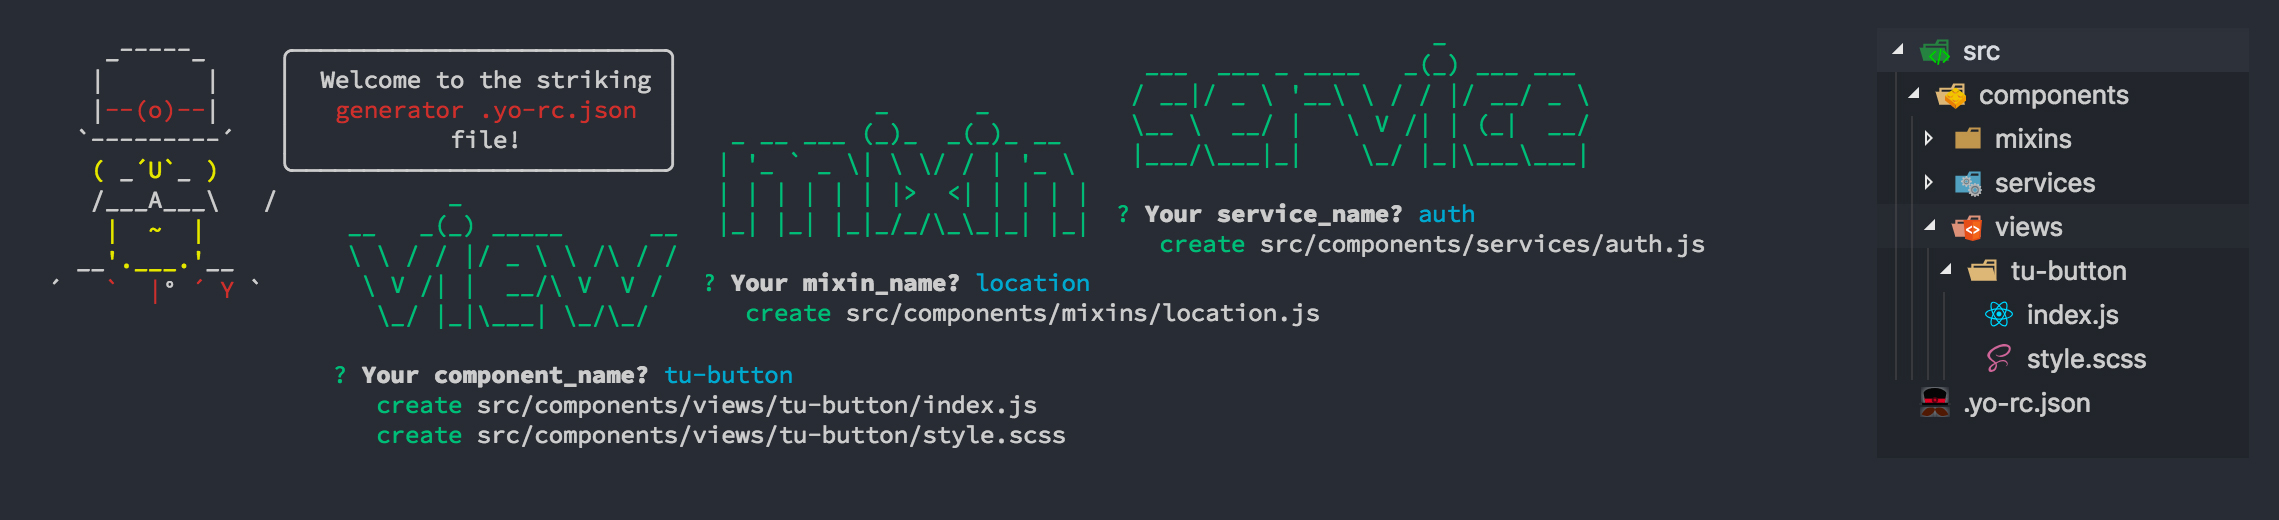 Welcome to the striking
generator .yo-rc.json
file!
view
? Your component_name? tu-button
create src/components/views/tu-button/index.js
create src/components/views/tu-button/style.scss
mixin
? Your mixin_name? location
create src/components/mixins/location.js
service
? Your service_name? auth
create src/components/services/auth.js
src
components
mixins
services
views
tu-button
index.js
style.scss
.yo-rc.json